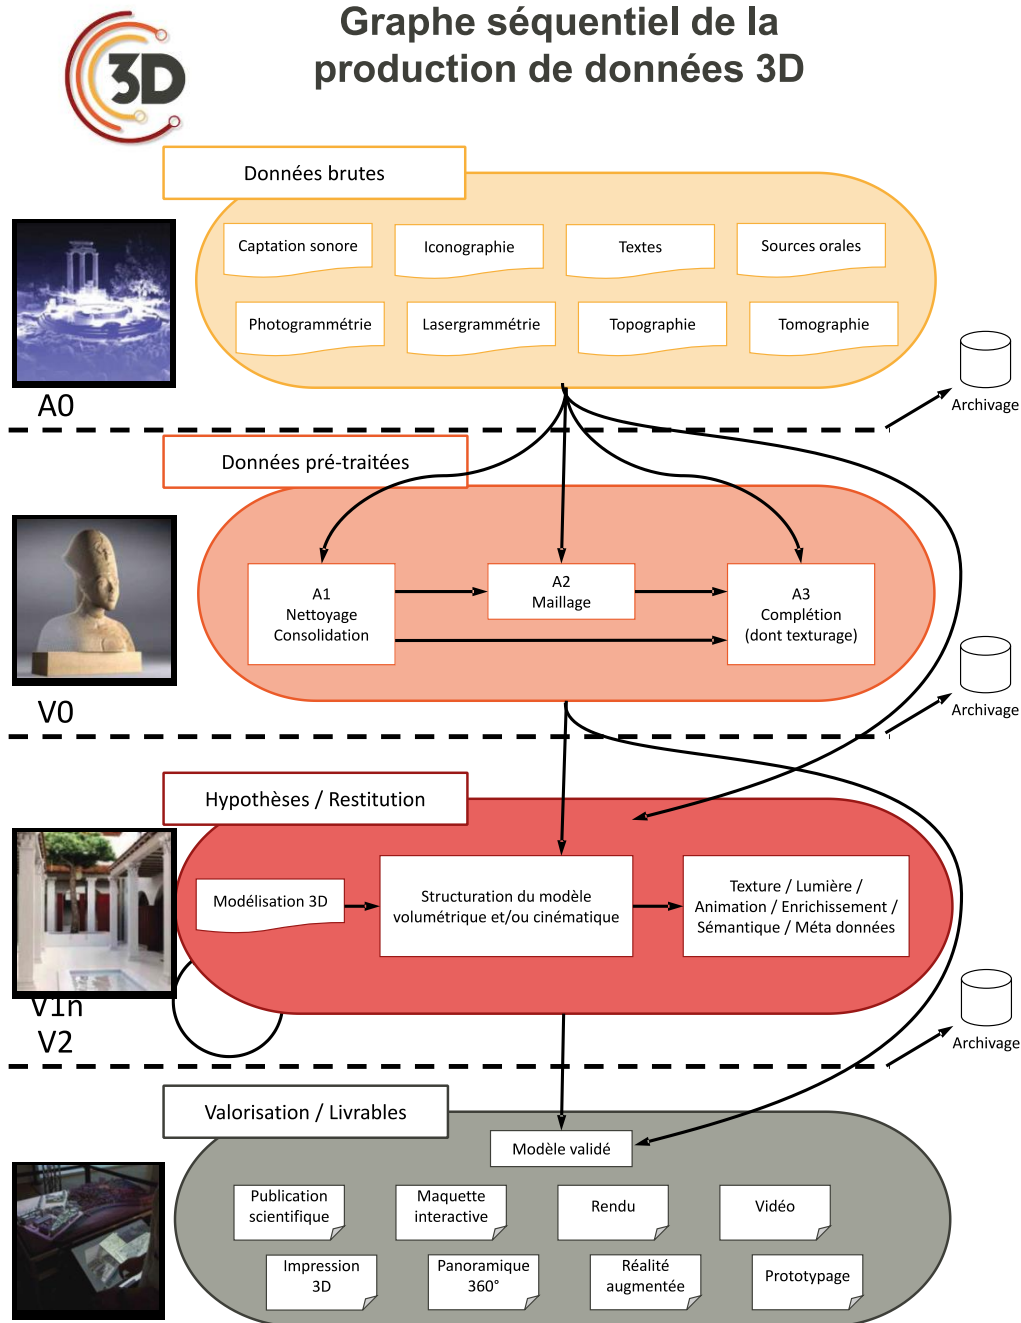 3D
Graphe séquentiel de la
production de données 3D
Données brutes
Captation sonore
Iconographie
Textes
Sources orales
Photogrammétrie
Lasergrammétrie
Topographie
Tomographie
A0
Archivage
Données pré-traitées
A1
Nettoyage
Consolidation
A2
Maillage
A3
Complétion
(dont texturage)
V0
Archivage
Hypothèses / Restitution
Modélisation 3D
Structuration du modèle
volumétrique et/ou cinématique
Texture / Lumière /
Animation / Enrichissement /
Sémantique / Méta données
V1n
V2
Archivage
Valorisation / Livrables
Modèle validé
Publication
scientifique
Maquette
interactive
Rendu
Vidéo
Impression
3D
Panoramique
360°
Réalité
augmentée
Prototypage